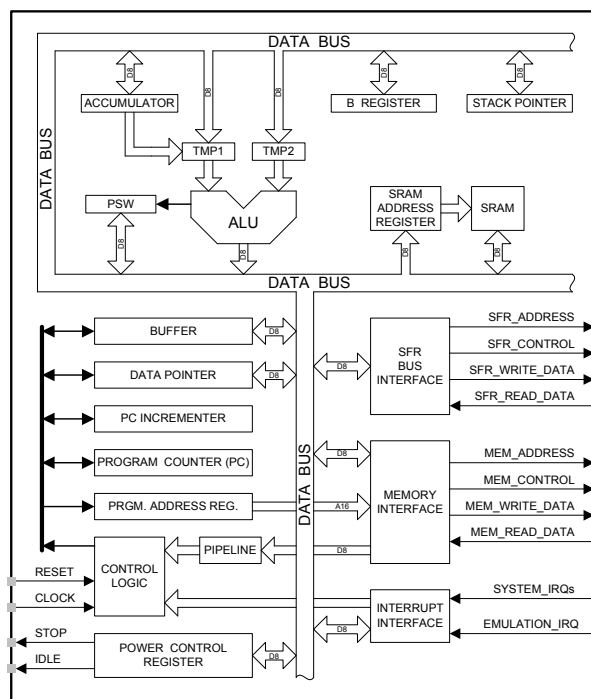 DATA BUS
D8
D8
D8
D8
D8
ACCUMULATOR
B REGISTER
STACK POINTER
DATA BUS
TMP1
TMP2
PSW
ALU
SRAM
ADDRESS
REGISTER
SRAM
D8
D8
D8
D8
DATA BUS
BUFFER
D8
DATA POINTER
D8
PC INCREMENTER
PROGRAM COUNTER (PC)
PRGM. ADDRESS REG.
A16
DATA BUS
D8
SFR
BUS
INTERFACE
SFR_ADDRESS
SFR_CONTROL
SFR_WRITE_DATA
SFR_READ_DATA
D8
MEMORY
INTERFACE
MEM_ADDRESS
MEM_CONTROL
MEM_WRITE_DATA
MEM_READ_DATA
CONTROL
LOGIC
PIPELINE
D8
RESET
CLOCK
INTERRUPT
INTERFACE
SYSTEM_IRQs
EMULATION_IRQ
D8
STOP
IDLE
POWER CONTROL
REGISTER
D8